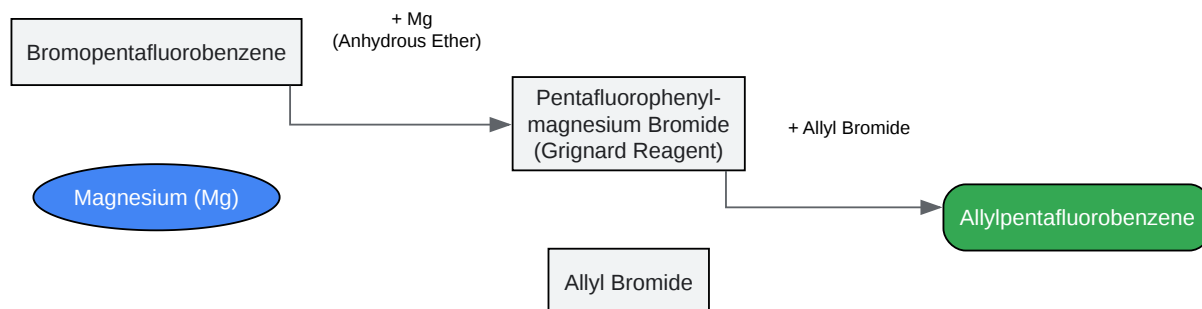 + Mg
(Anhydrous Ether)
Bromopentafluorobenzene
Pentafluorophenyl-
magnesium Bromide
(Grignard Reagent)
+ Allyl Bromide
Magnesium (Mg)
Allylpentafluorobenzene
Allyl Bromide